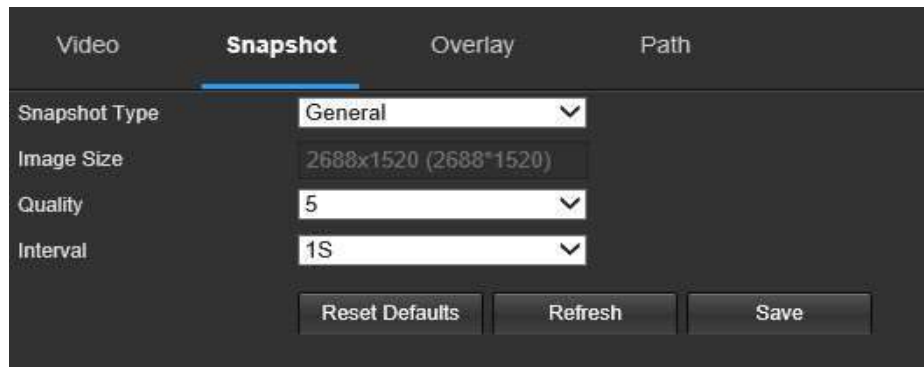 Video Snapshot Overlay Path
Snapshot Type General
Image Size 2688x1520 (2688*1520)
Quality 5
Interval 1S
Reset Defaults Refresh Save